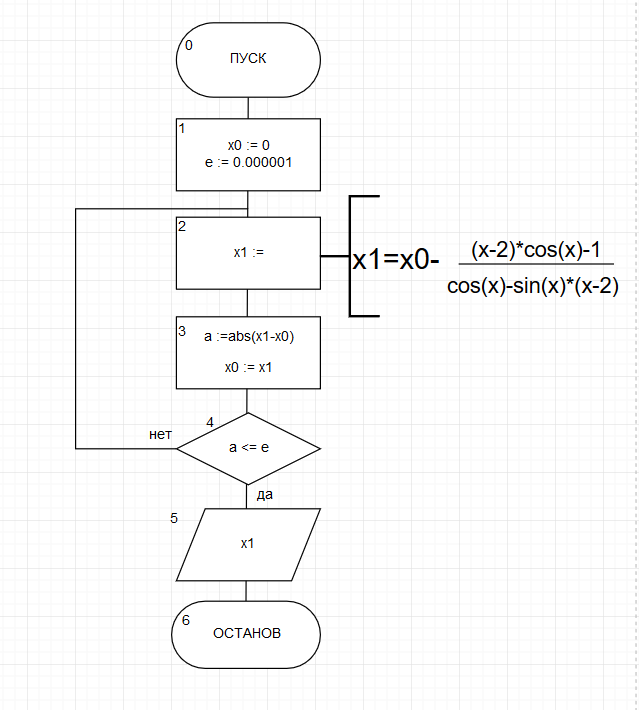 0
ПУСК
1
x0 := 0
e := 0.000001
2
x1 :=
x1=x0-
(x-2)*cos(x)-1
cos(x)-sin(x)*(x-2)
3
a :=abs(x1-x0)
x0 := x1
4
нет
a <= e
да
5
x1
6
ОСТАНОВ